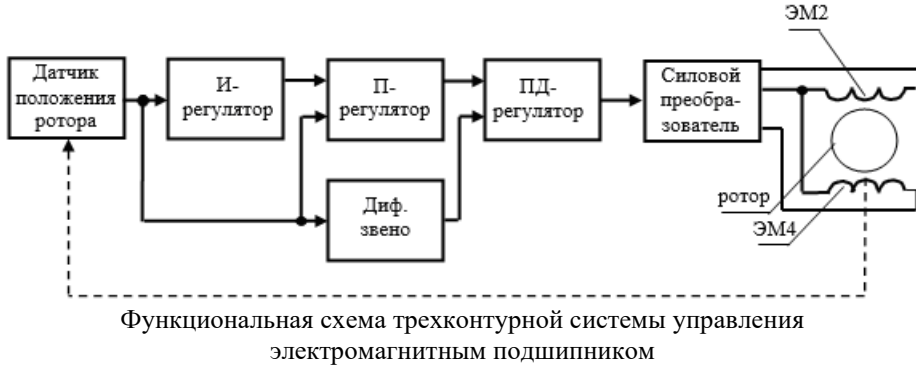 ЭМ2
Датчик
положения
ротора
И-
регулятор
П-
регулятор
ПД-
регулятор
Силовой
преобра-
зователь
Диф.
звено
ротор
ЭМ4
Функциональная схема трехконтурной системы управления
электромагнитным подшипником